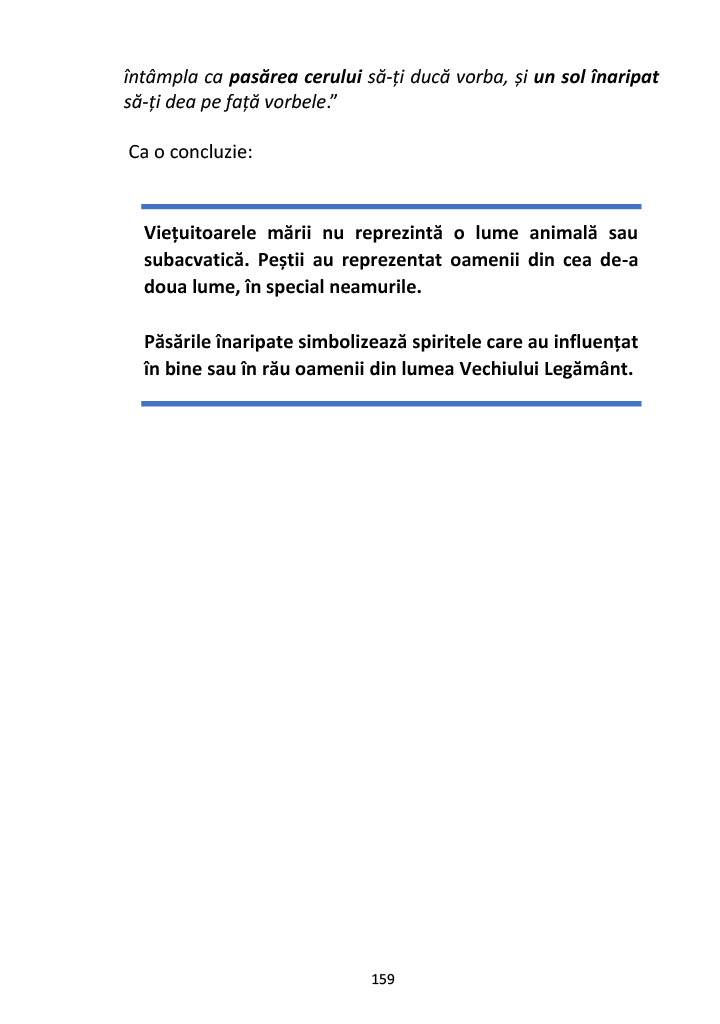 întâmpla ca pasărea cerului să-ți ducă vorba, și un sol înaripat
să-ți dea pe față vorbele.”
Ca o concluzie:
Viețuitoarele mării nu reprezintă o lume animală sau
subacvatică. Peștii au reprezentat oamenii din cea de-a
doua lume, în special neamurile.
Păsările înaripate simbolizează spiritele care au influențat
în bine sau în rău oamenii din lumea Vechiului Legământ.
159